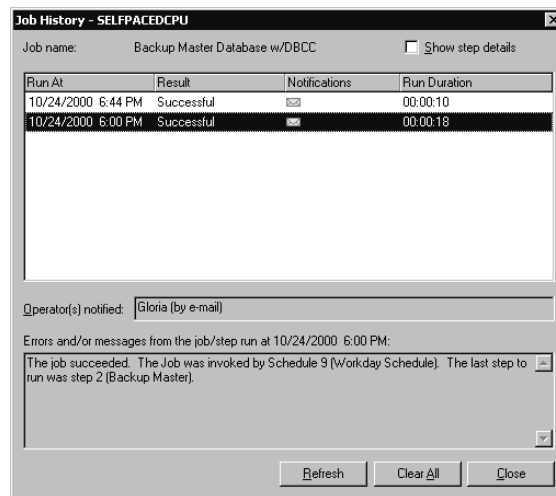 Job History - SELFPACEDCPU
Job name: Backup Master Database w/DBCC Show step details
Run At Result Notifications Run Duration
10/24/2000 6:44 PM Successful 00:00:10
10/24/2000 6:00 PM Successful 00:00:18
Operator(s) notified: Gloria (by e-mail)
Errors and/or messages from the job/step run at 10/24/2000 6:00 PM:
The job succeeded. The Job was invoked by Schedule 9 (Workday Schedule). The last step to
run was step 2 (Backup Master).
Refresh Clear All Close